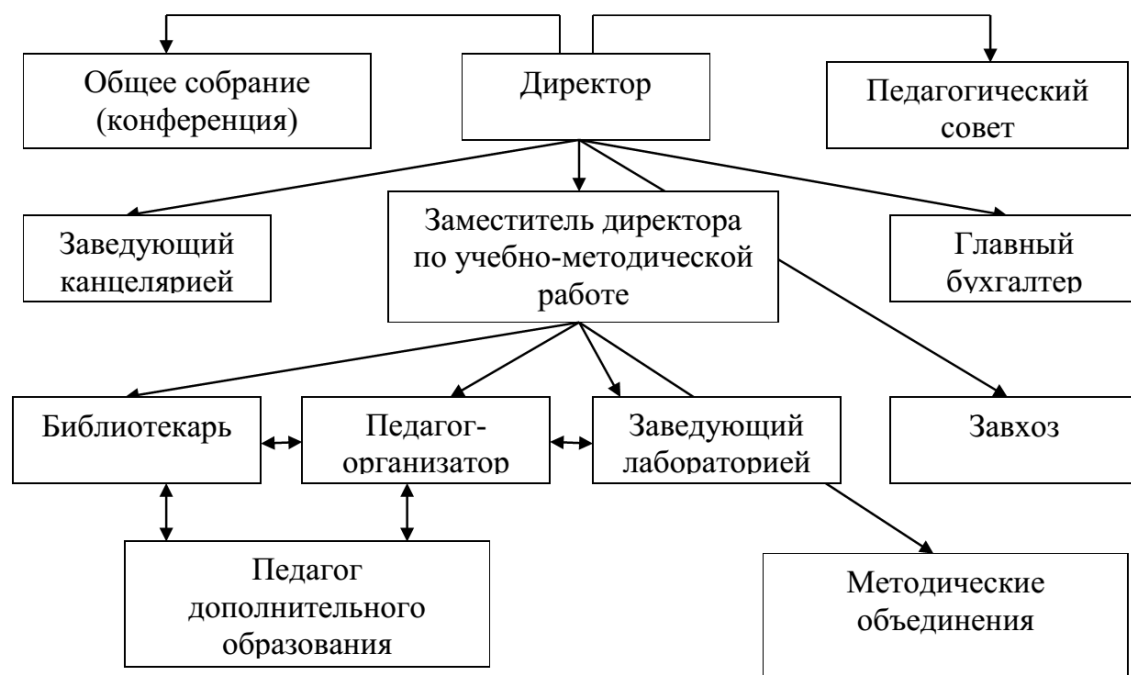 Общее собрание
(конференция)
Директор
Педагогический
совет
Заведующий
канцелярией
Заместитель директора
по учебно-методической
работе
Главный
бухгалтер
Библиотекарь
Педагог-
организатор
Заведующий
лабораторией
Завхоз
Педагог
дополнительного
образования
Методические
объединения